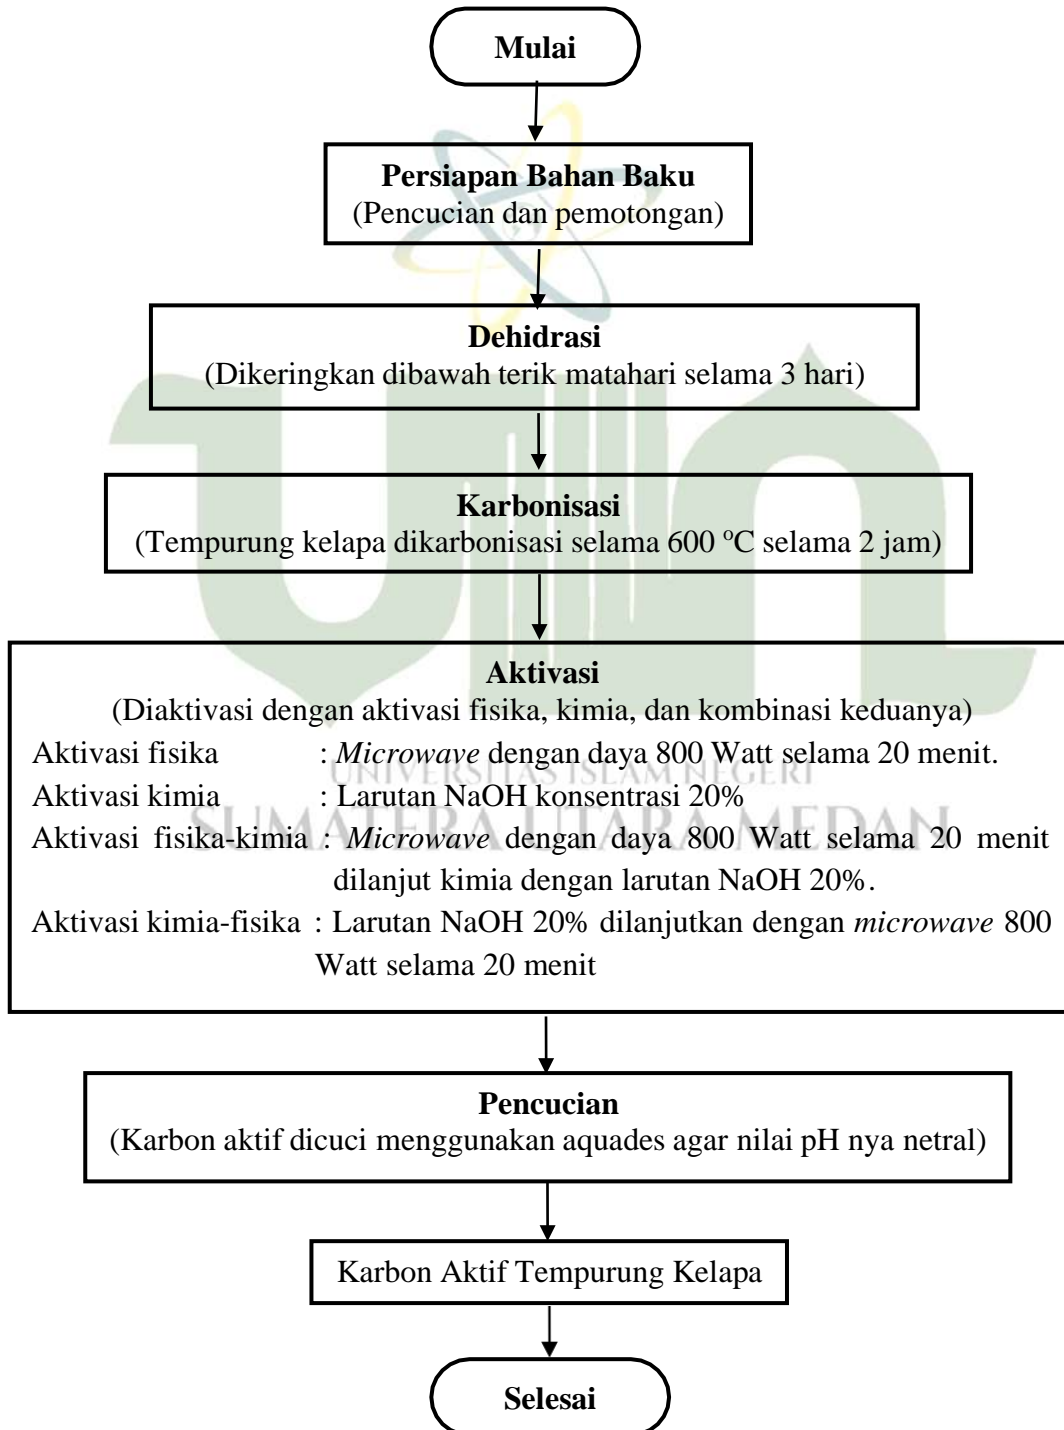 Mulai
Persiapan Bahan Baku
(Pencucian dan pemotongan)
Dehidrasi
(Dikeringkan dibawah terik matahari selama 3 hari)
Karbonisasi
(Tempurung kelapa dikarbonisasi selama 600 °C selama 2 jam)
Aktivasi
(Diaktivasi dengan aktivasi fisika, kimia, dan kombinasi keduanya)
Aktivasi fisika : Microwave dengan daya 800 Watt selama 20 menit.
UNIVERSITAS ISLAM NEGERI
Aktivasi kimia : Larutan NaOH konsentrasi 20%
SUMATERA UTARA MEDAN
Aktivasi fisika-kimia : Microwave dengan daya 800 Watt selama 20 menit
dilanjut kimia dengan larutan NaOH 20%.
Aktivasi kimia-fisika : Larutan NaOH 20% dilanjutkan dengan microwave 800
Watt selama 20 menit
Pencucian
(Karbon aktif dicuci menggunakan aquades agar nilai pH nya netral)
Karbon Aktif Tempurung Kelapa
Selesai